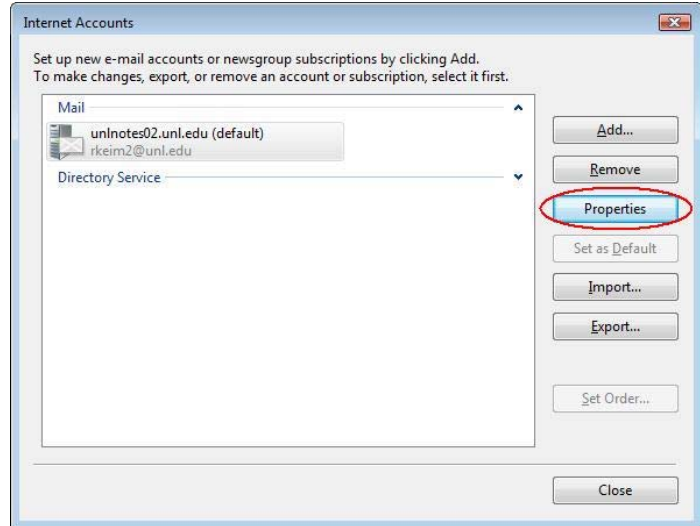 Internet Accounts
Set up new e-mail accounts or newsgroup subscriptions by clicking Add.
To make changes, export, or remove an account or subscription, select it first.
Mail
unlnotes02.unl.edu (default)
rkeim2@unl.edu
Directory Service
Add...
Remove
Properties
Set as Default
Import...
Export...
Set Order...
Close